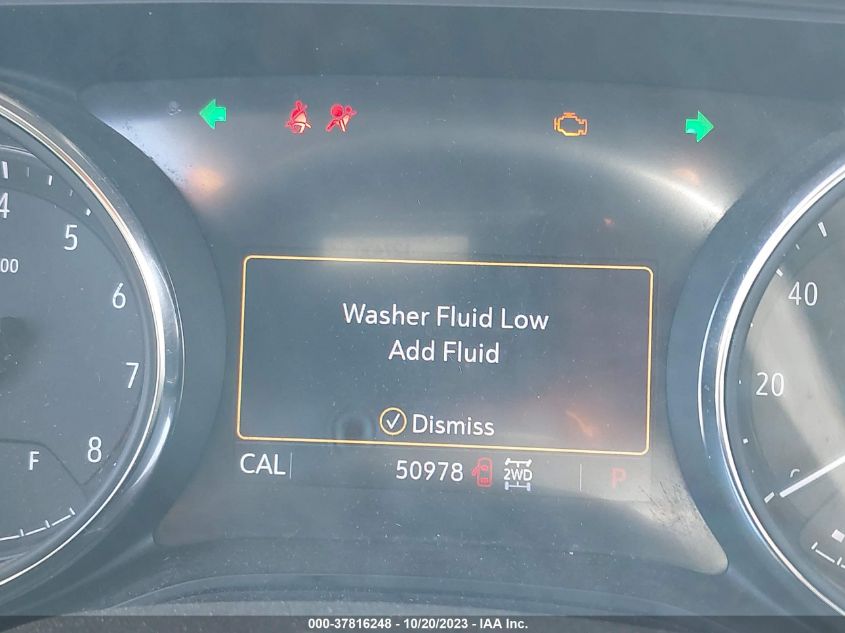 4
5
00
6
7
8
F
40
20
Washer Fluid Low
Add Fluid
Dismiss
CAL 50978 2WD P
000-37816248 - 10/20/2023 - IAA Inc.